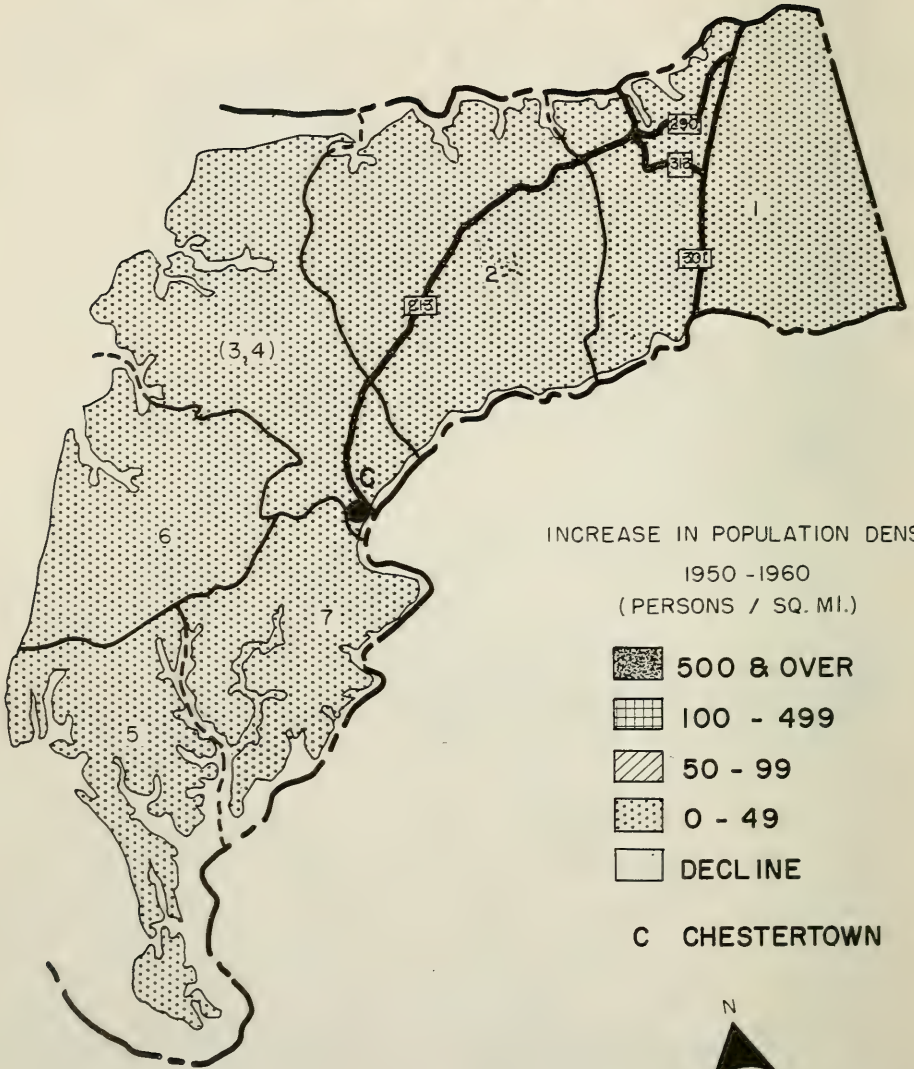 290
313
1
301
2
213
(3,4)
C
6
7
5
INCREASE IN POPULATION DENS
1950 - 1960
(PERSONS / SQ. MI.)
500 & OVER
100 - 499
50 - 99
0 - 49
DECLINE
C CHESTERTOWN
N